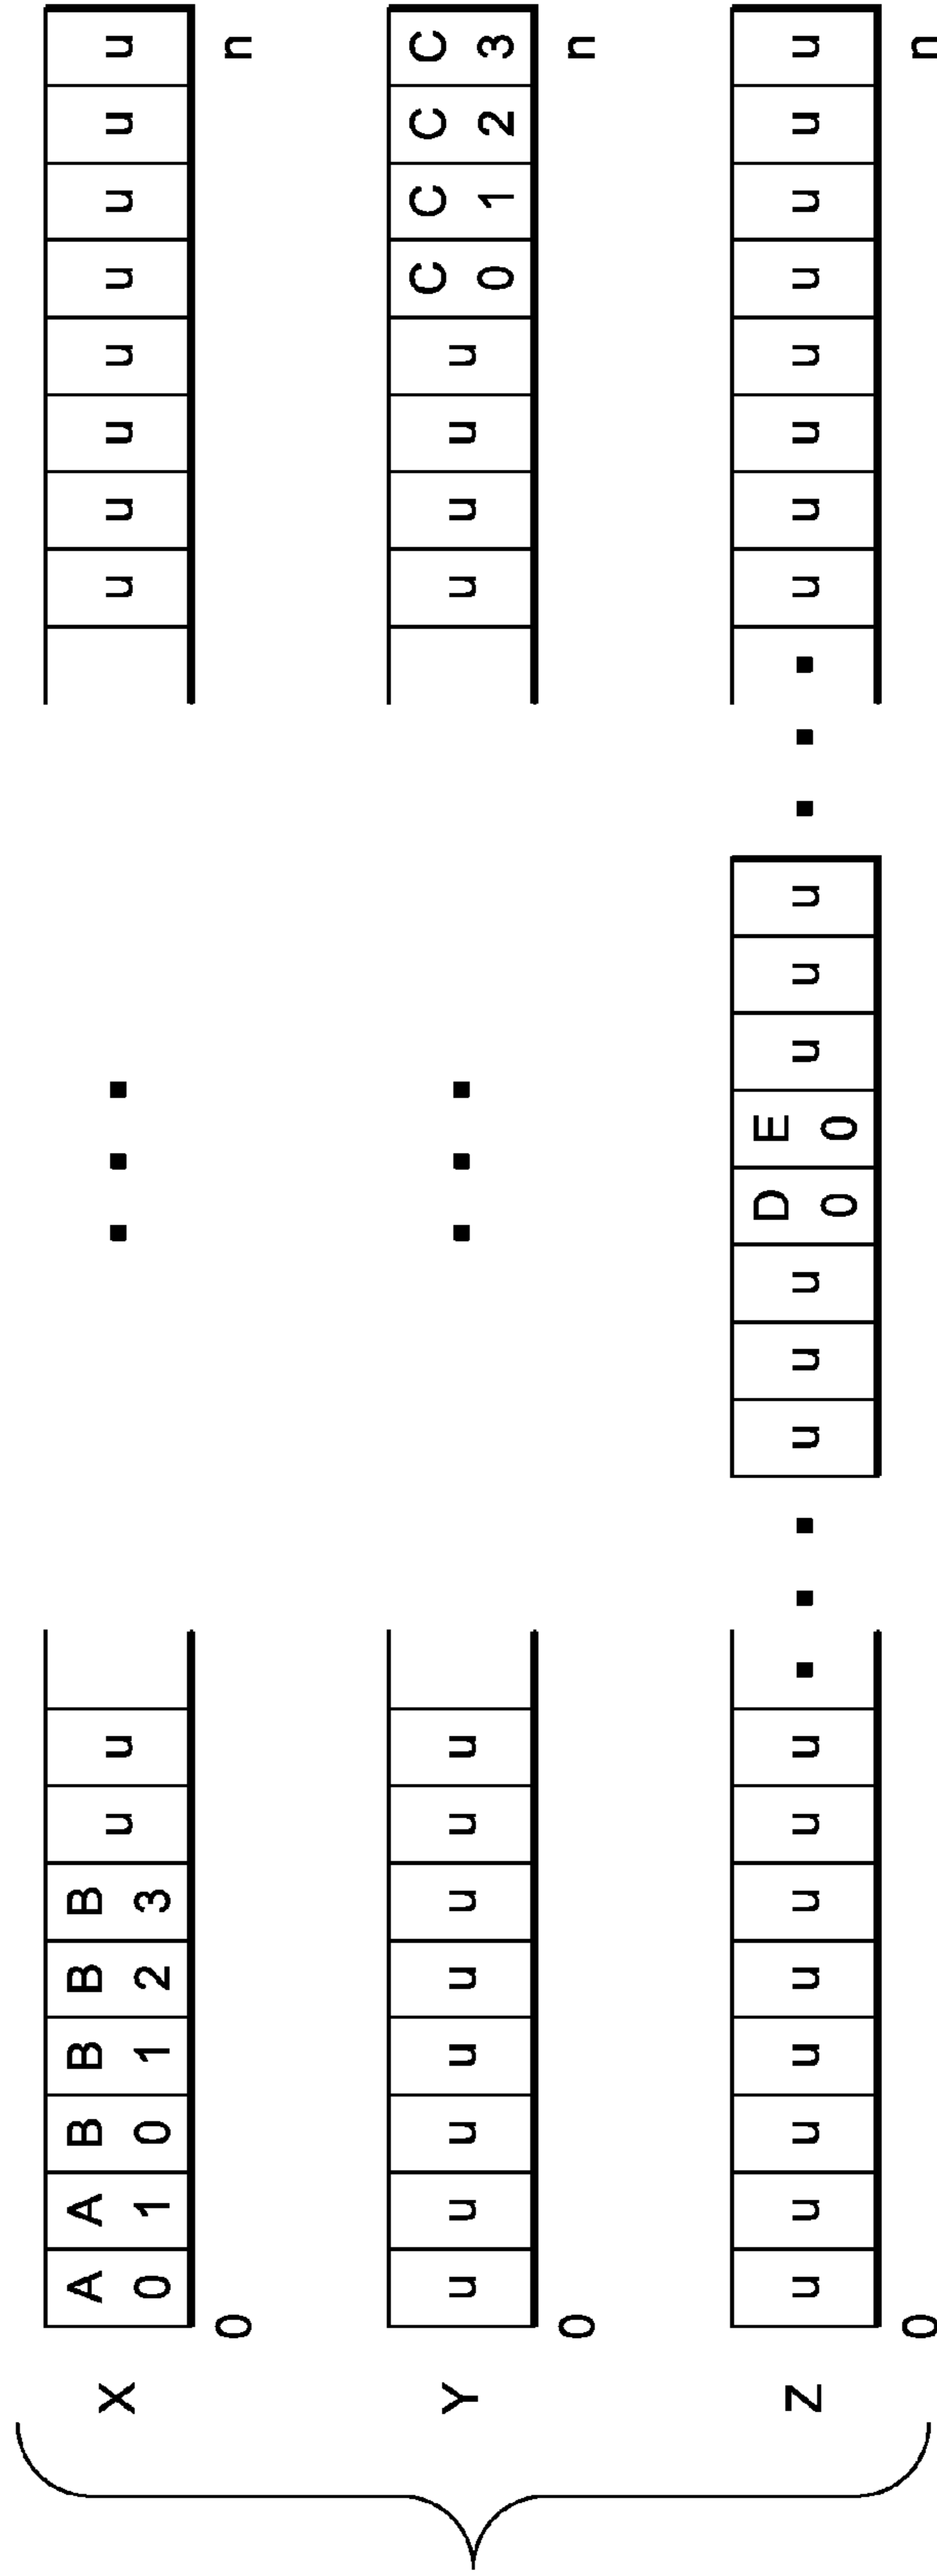 X A A B B B B u u ... u u u u u u u u
0 1 0 1 2 3
0 n
Y u u u u u u u u ... u u u u C C C C
0 1 2 3
0 n
Z u u u u u u u u ... u u u D E u u u ... u u u u u u u u
0 0
0 n